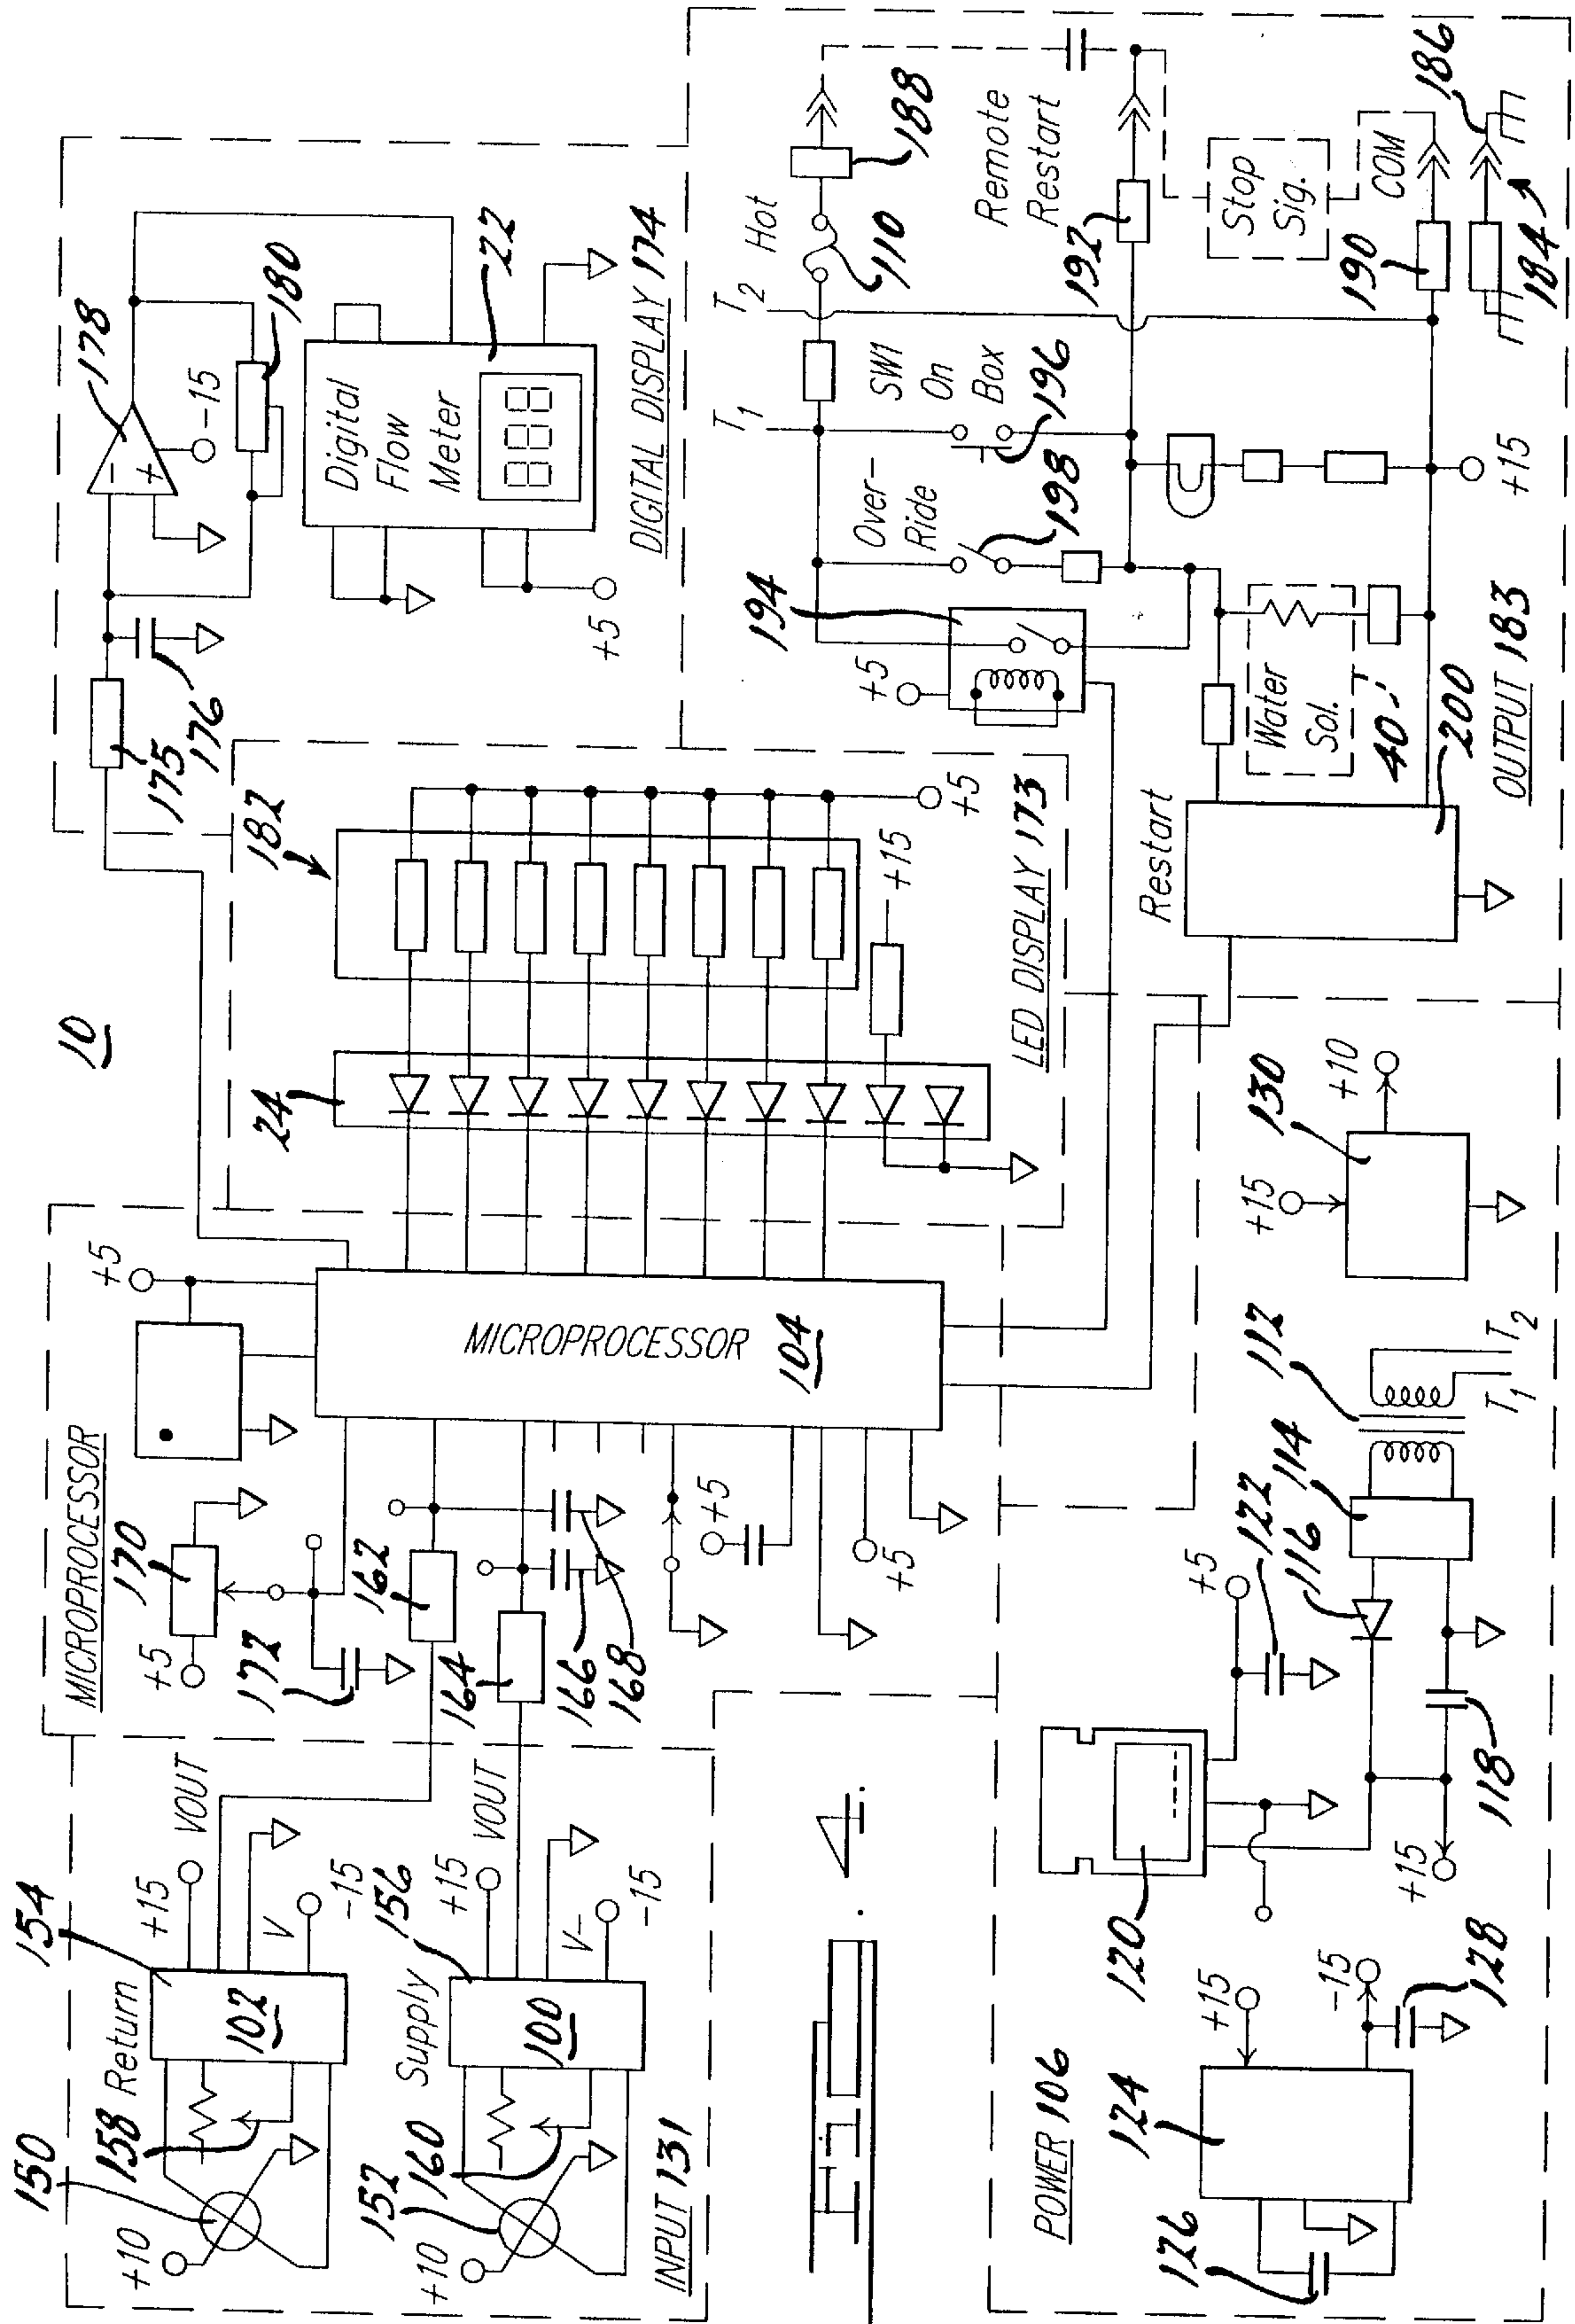 10
MICROPROCESSOR
+5
170
+5
172
162
164
166
168
+5
+5
MICROPROCESSOR
104
INPUT 131
150
+10
158
Return
154
102
+15
VOUT
V
-15
152
+10
160
Supply
156
100
+15
VOUT
V-
-15
LED DISPLAY 173
24
182
+5
+15
DIGITAL DISPLAY 174
175
176
178
-15
180
Digital
Flow
Meter
888
22
+5
OUTPUT 183
194
+5
Over-
Ride
198
T1
SW1
On
Box
196
T2
Hot
110
188
Remote
Restart
192
Stop
Sig.
COM
190
186
184
+15
Water
Sol.
40
Restart
200
POWER 106
126
124
+15
-15
128
120
+5
122
116
114
112
T1
T2
118
+15
+15
130
+10
Fig. 4.